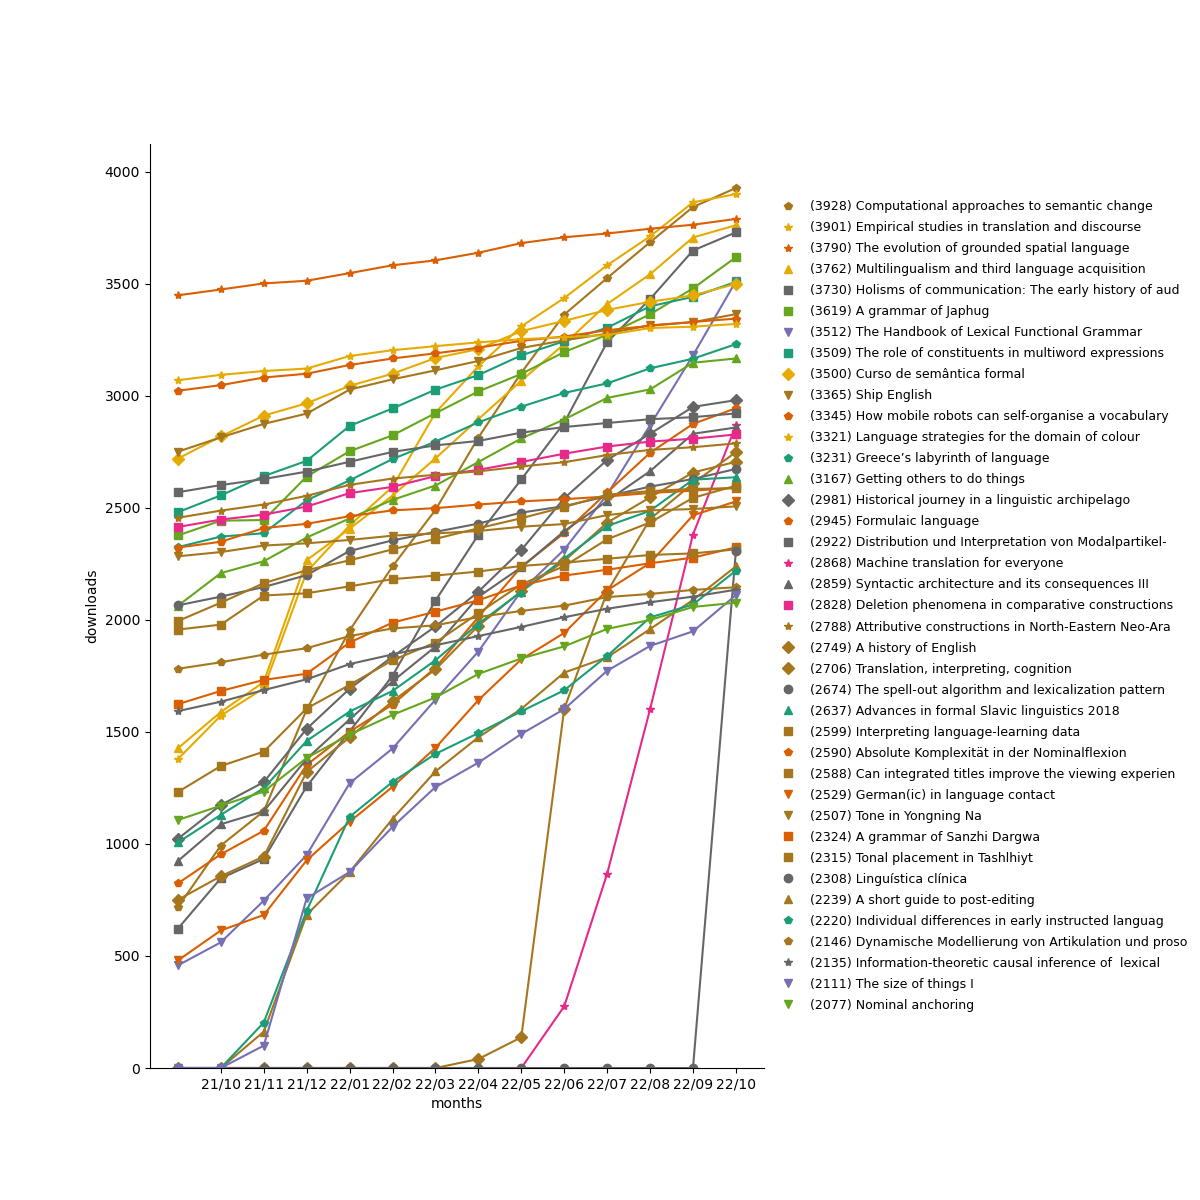 4000
3500
3000
2500
2000
1500
1000
500
0
downloads
21/10 21/11 21/12 22/01 22/02 22/03 22/04 22/05 22/06 22/07 22/08 22/09 22/10
months
(3928) Computational approaches to semantic change
(3901) Empirical studies in translation and discourse
(3790) The evolution of grounded spatial language
(3762) Multilingualism and third language acquisition
(3730) Holisms of communication: The early history of aud
(3619) A grammar of Japhug
(3512) The Handbook of Lexical Functional Grammar
(3509) The role of constituents in multiword expressions
(3500) Curso de semântica formal
(3365) Ship English
(3345) How mobile robots can self-organise a vocabulary
(3321) Language strategies for the domain of colour
(3231) Greece’s labyrinth of language
(3167) Getting others to do things
(2981) Historical journey in a linguistic archipelago
(2945) Formulaic language
(2922) Distribution und Interpretation von Modalpartikel-
(2868) Machine translation for everyone
(2859) Syntactic architecture and its consequences III
(2828) Deletion phenomena in comparative constructions
(2788) Attributive constructions in North-Eastern Neo-Ara
(2749) A history of English
(2706) Translation, interpreting, cognition
(2674) The spell-out algorithm and lexicalization pattern
(2637) Advances in formal Slavic linguistics 2018
(2599) Interpreting language-learning data
(2590) Absolute Komplexität in der Nominalflexion
(2588) Can integrated titles improve the viewing experien
(2529) German(ic) in language contact
(2507) Tone in Yongning Na
(2324) A grammar of Sanzhi Dargwa
(2315) Tonal placement in Tashlhiyt
(2308) Linguística clínica
(2239) A short guide to post-editing
(2220) Individual differences in early instructed languag
(2146) Dynamische Modellierung von Artikulation und proso
(2135) Information-theoretic causal inference of  lexical
(2111) The size of things I
(2077) Nominal anchoring